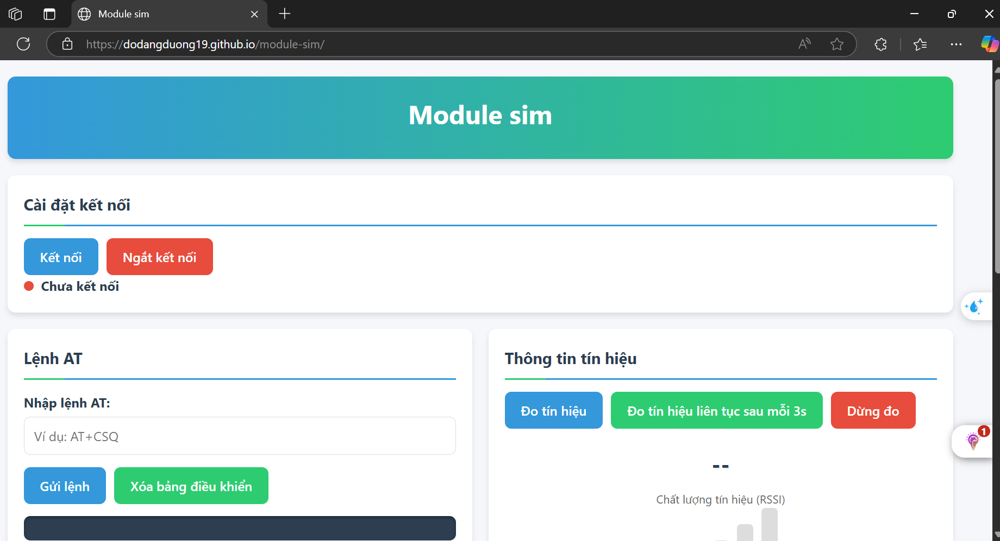 Module sim
https://dodangduong19.github.io/module-sim/
Module sim
Cài đặt kết nối
Kết nối
Ngắt kết nối
Chưa kết nối
Lệnh AT
Nhập lệnh AT:
Ví dụ: AT+CSQ
Gửi lệnh
Xóa bảng điều khiển
Thông tin tín hiệu
Đo tín hiệu
Đo tín hiệu liên tục sau mỗi 3s
Dừng đo
--
Chất lượng tín hiệu (RSSI)
1